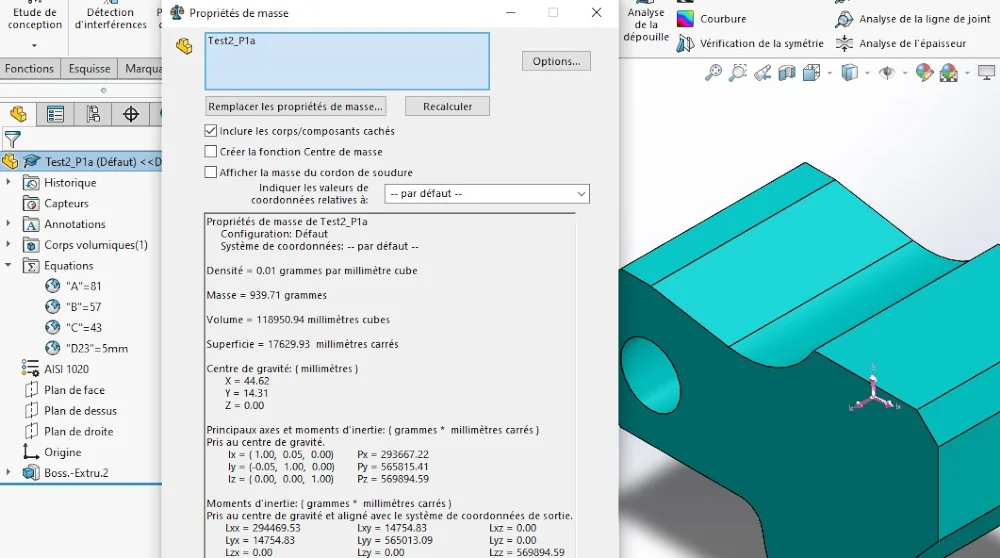 Etude de
conception
Détection
d'interférences
Fonctions
Esquisse
Marqua
Test2_P1a (Défaut) <<D
Historique
Capteurs
Annotations
Corps volumiques(1)
Equations
"A"=81
"B"=57
"C"=43
"D23"=5mm
AISI 1020
Plan de face
Plan de dessus
Plan de droite
Origine
Boss.-Extru.2
Propriétés de masse
Test2_P1a
Options...
Remplacer les propriétés de masse...
Recalculer
Inclure les corps/composants cachés
Créer la fonction Centre de masse
Afficher la masse du cordon de soudure
Indiquer les valeurs de
coordonnées relatives à:
-- par défaut --
Propriétés de masse de Test2_P1a
Configuration: Défaut
Système de coordonnées: -- par défaut --
Densité = 0.01 grammes par millimètre cube
Masse = 939.71 grammes
Volume = 118950.94 millimètres cubes
Superficie = 17629.93 millimètres carrés
Centre de gravité: ( millimètres )
X = 44.62
Y = 14.31
Z = 0.00
Principaux axes et moments d'inertie: ( grammes * millimètres carrés )
Pris au centre de gravité.
Ix = ( 1.00, 0.05, 0.00) Px = 293667.22
Iy = (-0.05, 1.00, 0.00) Py = 565815.41
Iz = ( 0.00, 0.00, 1.00) Pz = 569894.59
Moments d'inertie: ( grammes * millimètres carrés )
Pris au centre de gravité et aligné avec le système de coordonnées de sortie.
Lxx = 294469.53 Lxy = 14754.83 Lxz = 0.00
Lyx = 14754.83 Lyy = 565013.09 Lyz = 0.00
Lzx = 0.00 Lzy = 0.00 Lzz = 569894.59
Analyse
de la
dépouille
Courbure
Vérification de la symétrie
Analyse de la ligne de joint
Analyse de l'épaisseur